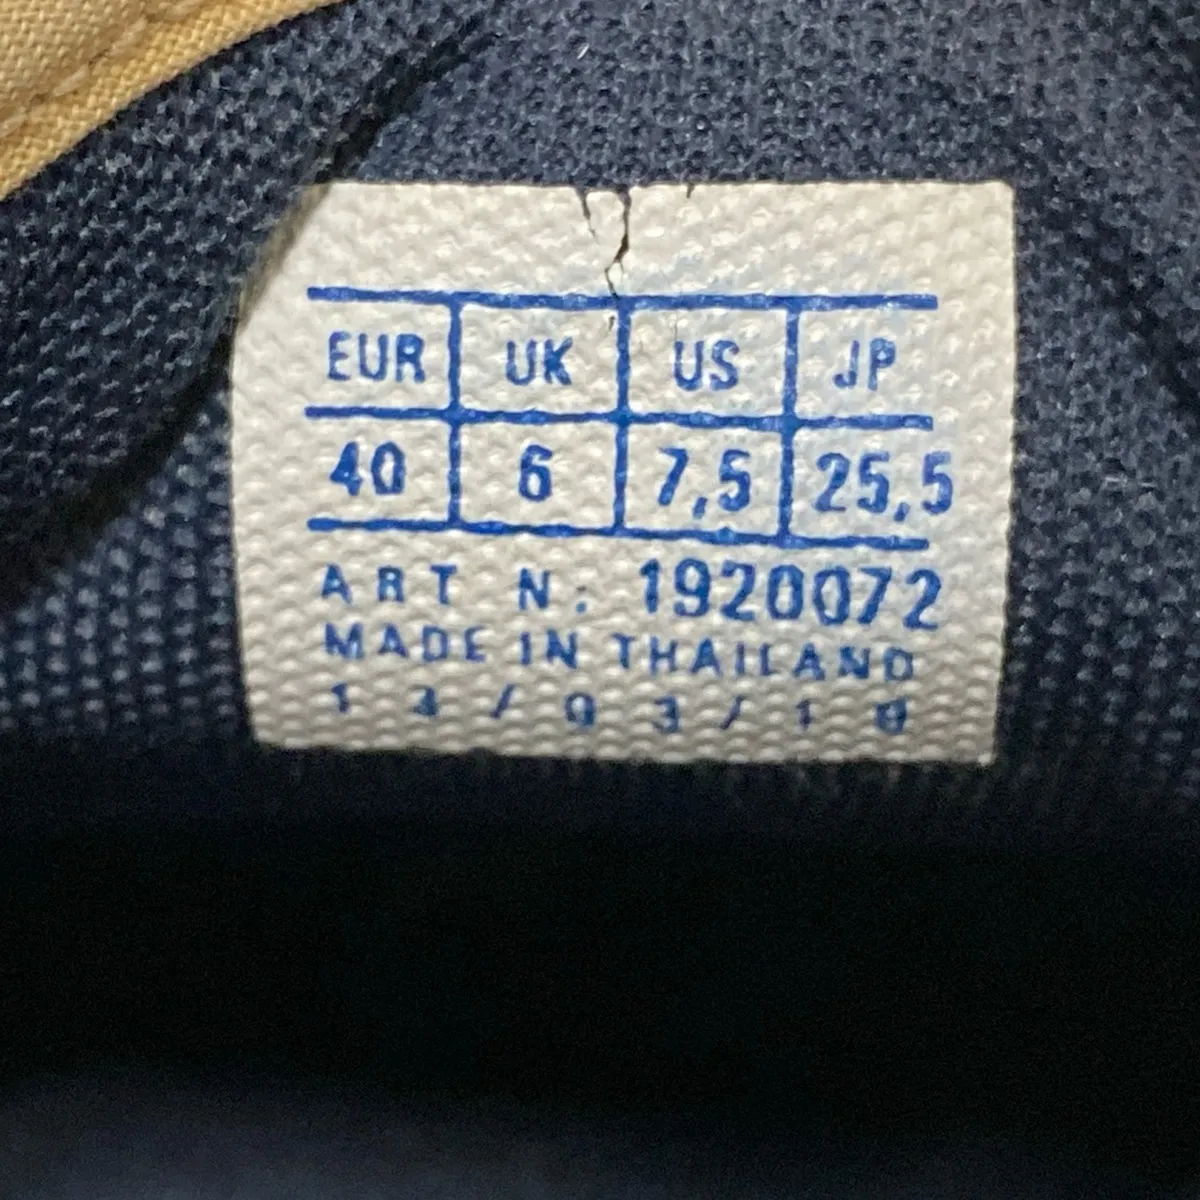 EUR UK US JP
40 6 7,5 25,5
ART N: 1920072
MADE IN THAILAND